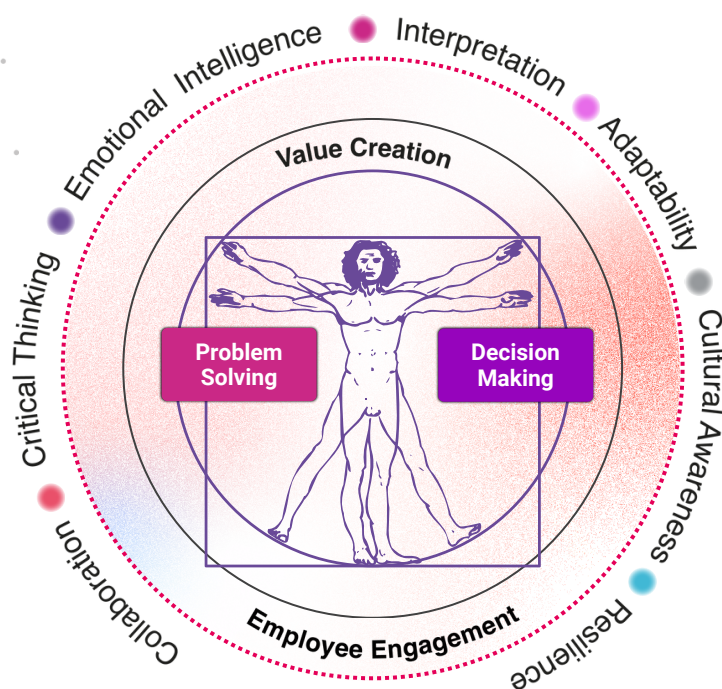 Emotional Intelligence
Interpretation
Adaptability
Cultural Awareness
Resilience
Collaboration
Critical Thinking
Value Creation
Problem
Solving
Decision
Making
Employee Engagement